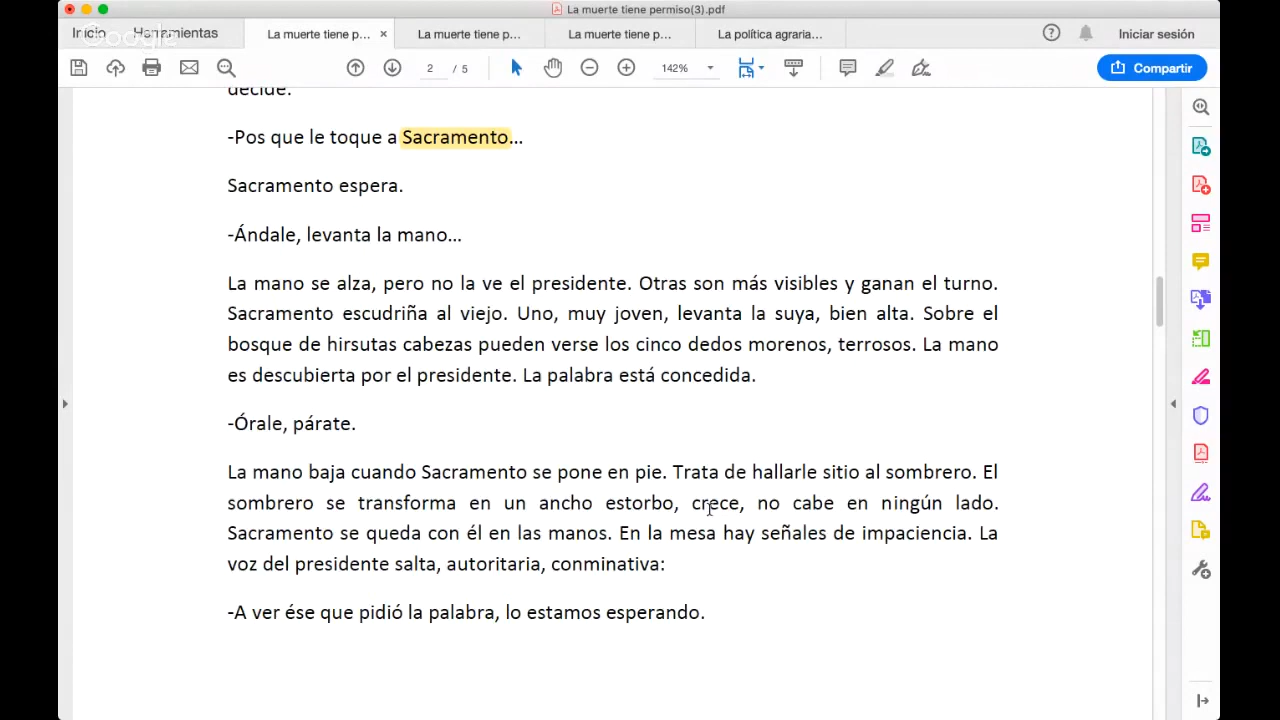 La muerte tiene permiso(3).pdf
Inicio Herramientas La muerte tiene p... × La muerte tiene p... La muerte tiene p... La política agraria... Iniciar sesión
Google
2 / 5 142% Compartir
decide.
-Pos que le toque a Sacramento...
Sacramento espera.
-Ándale, levanta la mano...
La mano se alza, pero no la ve el presidente. Otras son más visibles y ganan el turno.
Sacramento escudriña al viejo. Uno, muy joven, levanta la suya, bien alta. Sobre el
bosque de hirsutas cabezas pueden verse los cinco dedos morenos, terrosos. La mano
es descubierta por el presidente. La palabra está concedida.
-Órale, párate.
La mano baja cuando Sacramento se pone en pie. Trata de hallarle sitio al sombrero. El
sombrero se transforma en un ancho estorbo, crece, no cabe en ningún lado.
Sacramento se queda con él en las manos. En la mesa hay señales de impaciencia. La
voz del presidente salta, autoritaria, conminativa:
-A ver ése que pidió la palabra, lo estamos esperando.